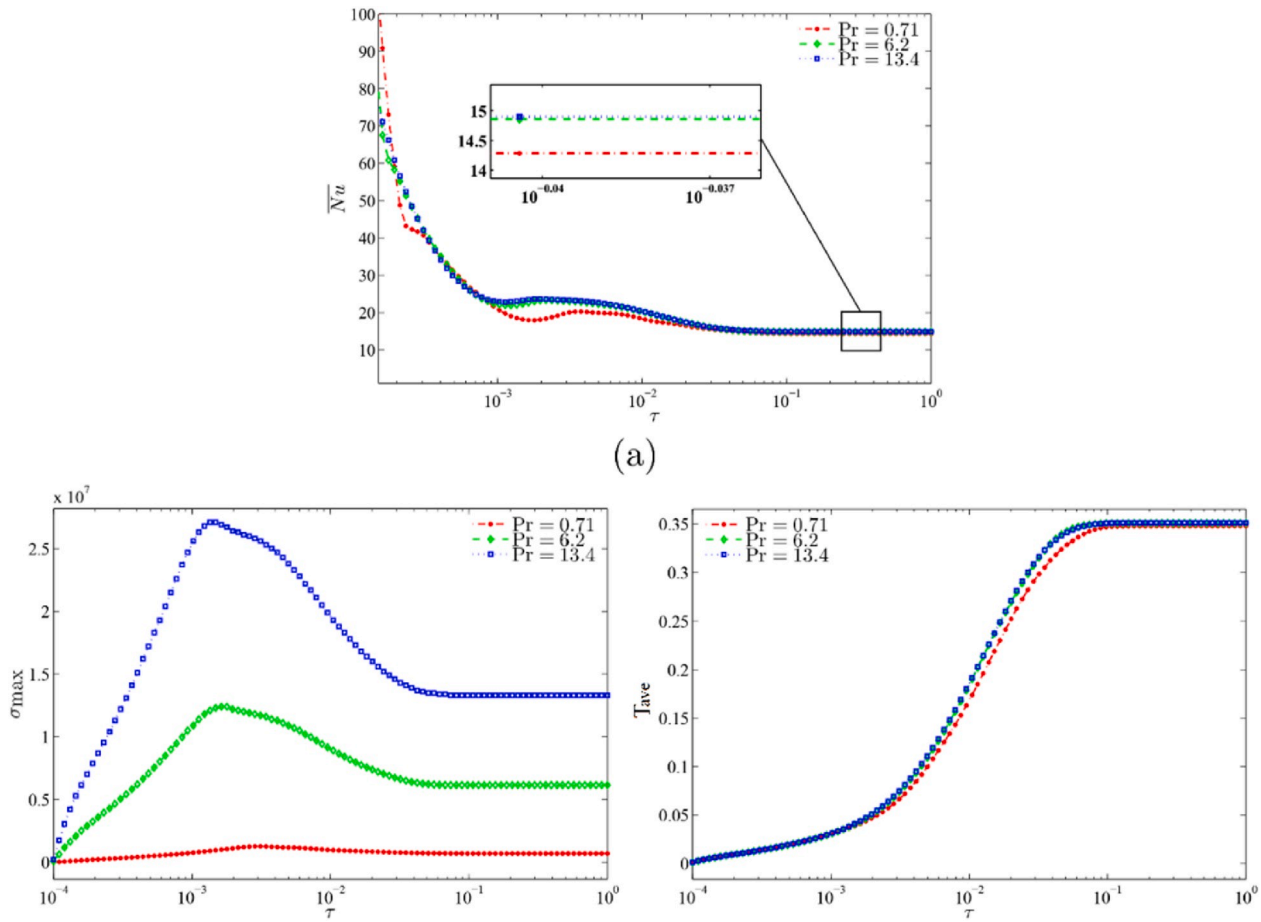 100
90
80
70
60
50
40
30
20
10
Nu
Pr = 0.71
Pr = 6.2
Pr = 13.4
15
14.5
14
10^−0.04 10^−0.037
10^−3 10^−2 10^−1 10^0
τ
(a)
x 10^7
2.5
2
1.5
1
0.5
0
σmax
Pr = 0.71
Pr = 6.2
Pr = 13.4
10^−4 10^−3 10^−2 10^−1 10^0
τ
0.35
0.3
0.25
0.2
0.15
0.1
0.05
0
Tave
Pr = 0.71
Pr = 6.2
Pr = 13.4
10^−4 10^−3 10^−2 10^−1 10^0
τ